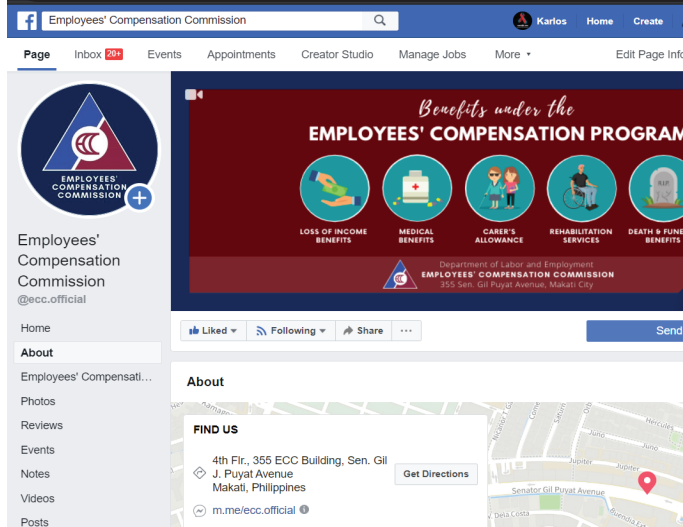 Employees' Compensation Commission
Karlos
Home
Create
Page
Inbox 20+
Events
Appointments
Creator Studio
Manage Jobs
More
Edit Page Info
ECC
EMPLOYEES'
COMPENSATION
COMMISSION
Employees'
Compensation
Commission
@ecc.official
Home
About
Employees' Compensati...
Photos
Reviews
Events
Notes
Videos
Posts
Benefits under the
EMPLOYEES' COMPENSATION PROGRAM
R.I.P.
LOSS OF INCOME
BENEFITS
MEDICAL
BENEFITS
CARER'S
ALLOWANCE
REHABILITATION
SERVICES
DEATH & FUNE
BENEFITS
Department of Labor and Employment
EMPLOYEES' COMPENSATION COMMISSION
355 Sen. Gil Puyat Avenue, Makati City
Liked
Following
Share
...
Send
About
FIND US
4th Flr., 355 ECC Building, Sen. Gil
J. Puyat Avenue
Makati, Philippines
Get Directions
m.me/ecc.official
Saturn
Hercules
Juno
Juno
Jupiter
Jupiter
Senator Gil Puyat Avenue
Dela Costa